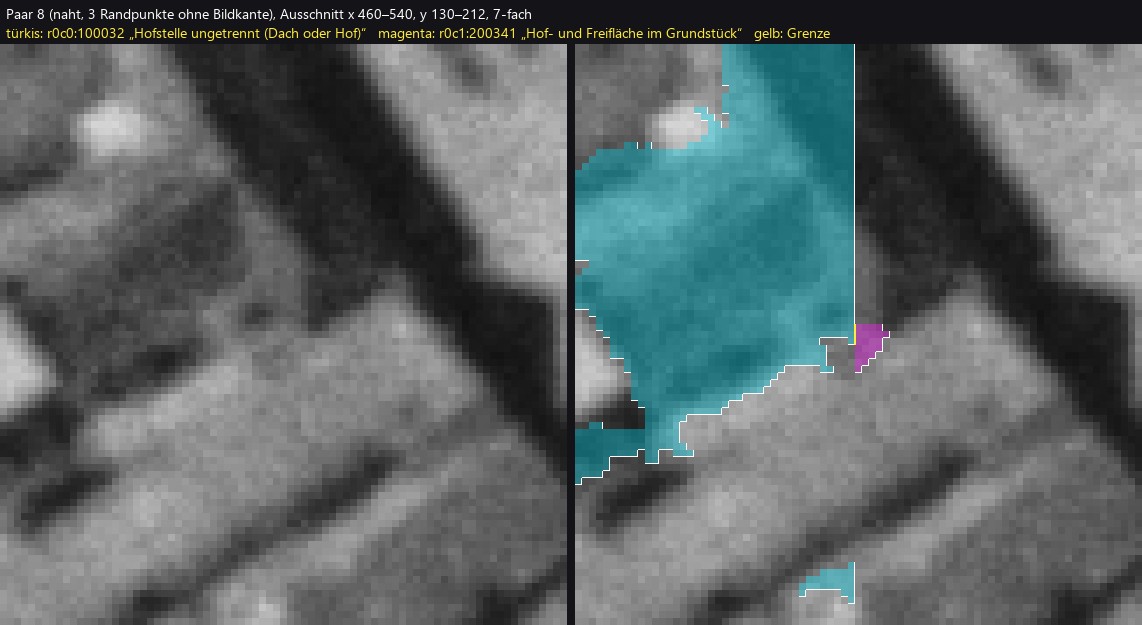 Paar 8 (naht, 3 Randpunkte ohne Bildkante), Ausschnitt x 460–540, y 130–212, 7-fach
türkis: r0c0:100032 „Hofstelle ungetrennt (Dach oder Hof)“ magenta: r0c1:200341 „Hof- und Freifläche im Grundstück“ gelb: Grenze